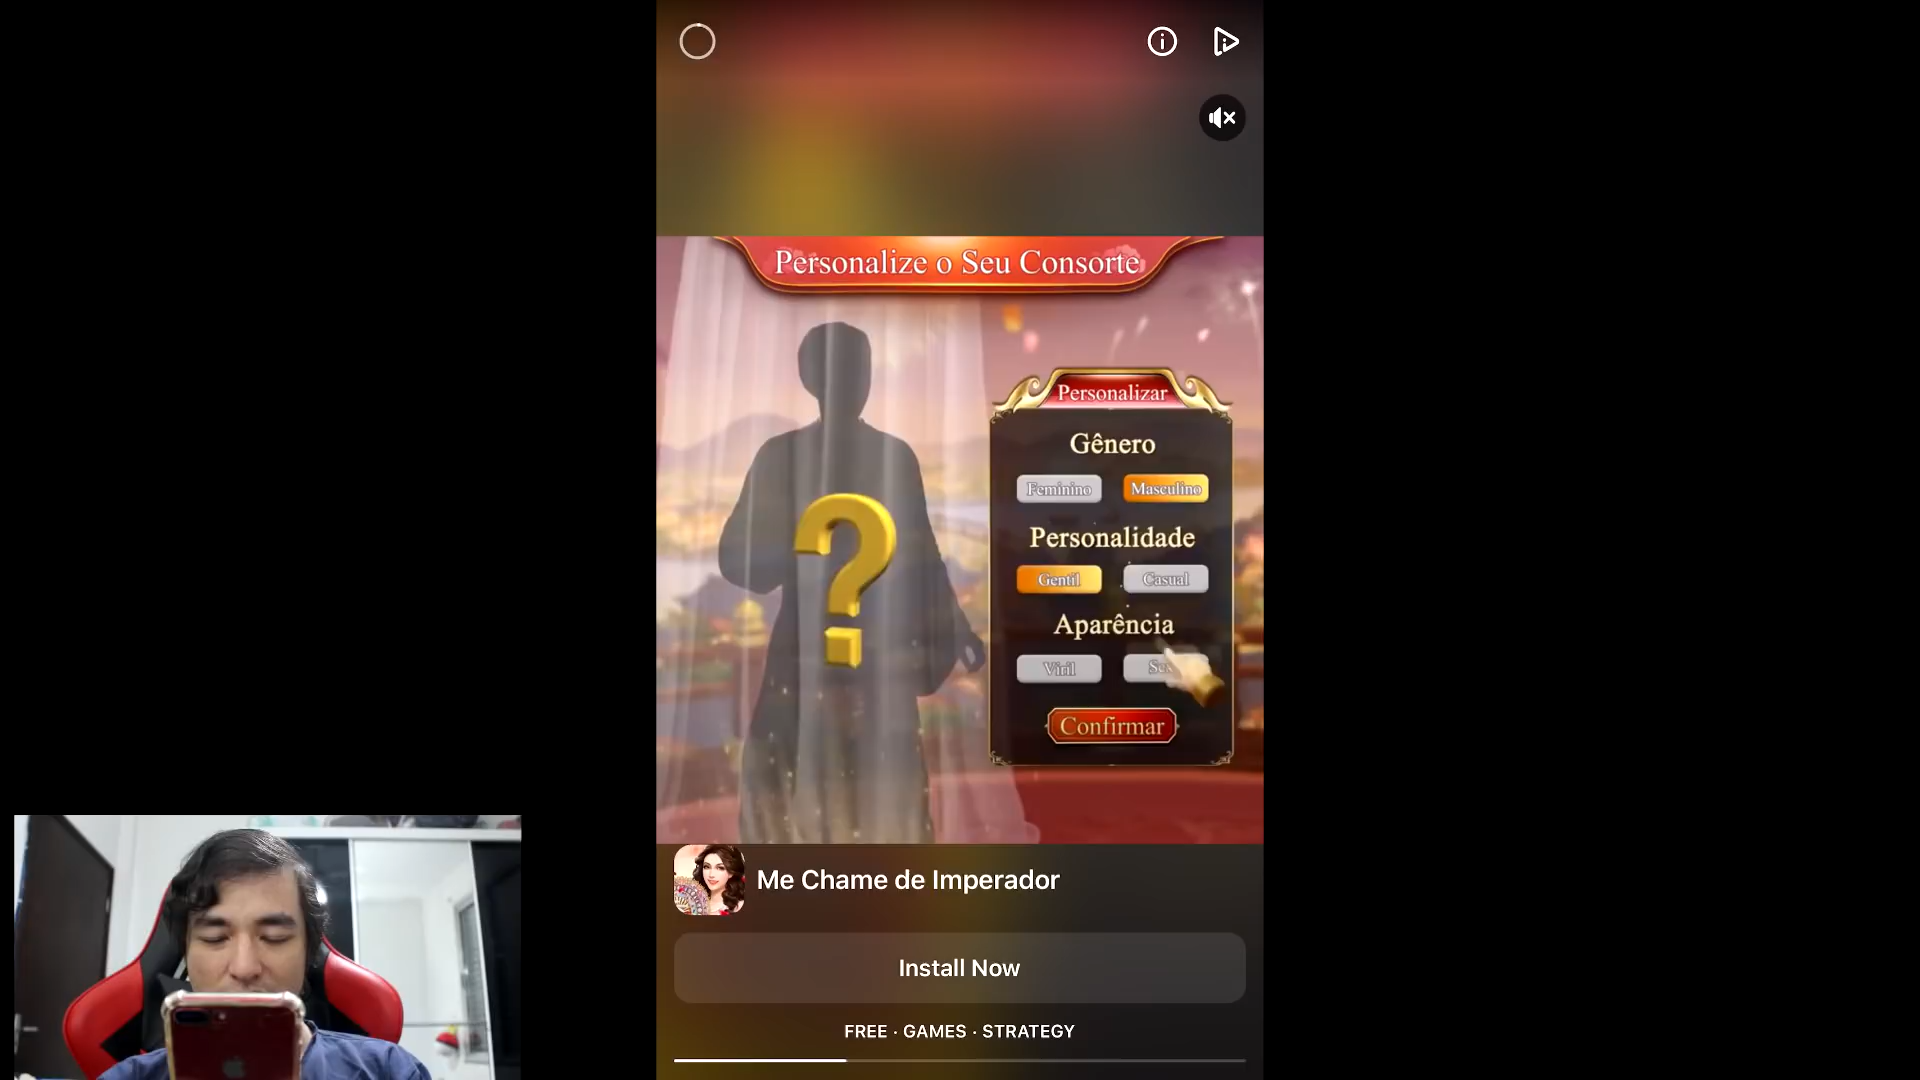 Personalize o Seu Consorte
Personalizar
Gênero
Feminino Masculino
Personalidade
Gentil Casual
Aparência
Viril
Confirmar
Me Chame de Imperador
Install Now
FREE · GAMES · STRATEGY